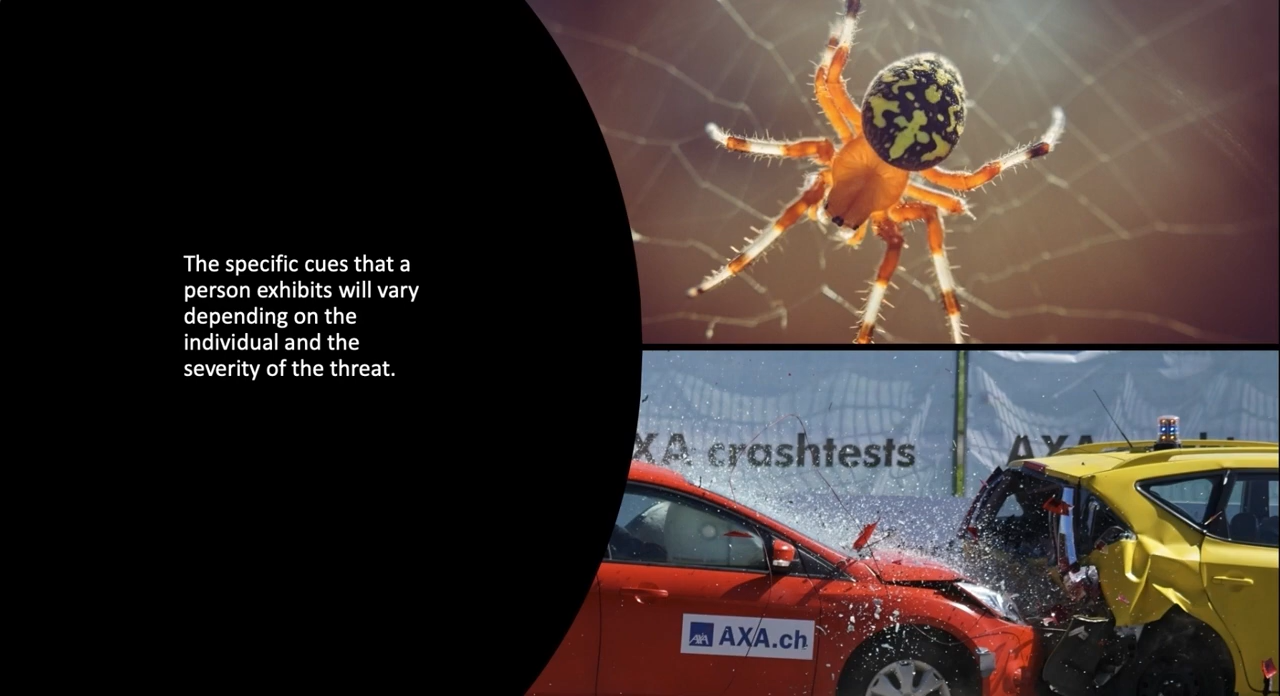 The specific cues that a
person exhibits will vary
depending on the
individual and the
severity of the threat.
XA crashtests
AXA
AXA.ch